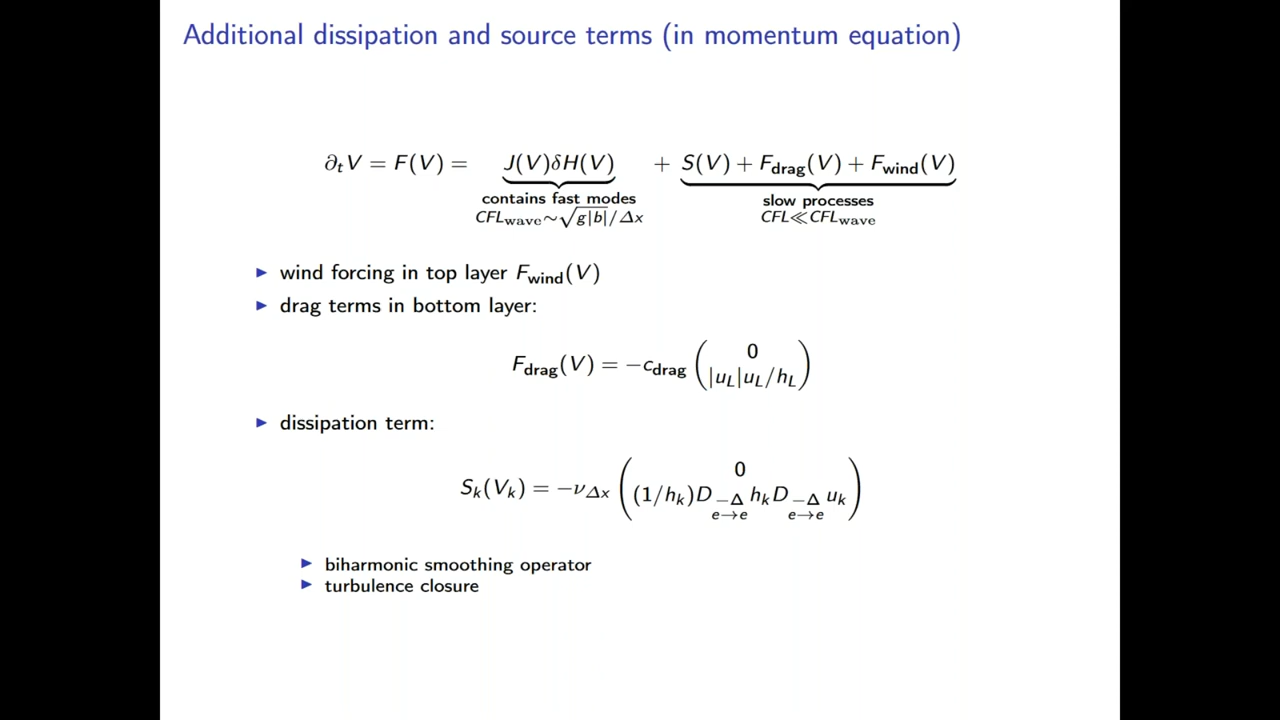 Additional dissipation and source terms (in momentum equation)
∂ₜV = F(V) = J(V)δH(V) + S(V) + F_drag(V) + F_wind(V)
contains fast modes
CFL_wave∼√g|b|/Δx
slow processes
CFL≪CFL_wave
▶ wind forcing in top layer F_wind(V)
▶ drag terms in bottom layer:
F_drag(V) = −c_drag (0
|u_L|u_L/h_L)
▶ dissipation term:
S_k(V_k) = −ν_Δx (0
(1/h_k)D_−Δ h_k D_−Δ u_k)
e→e e→e
▶ biharmonic smoothing operator
▶ turbulence closure